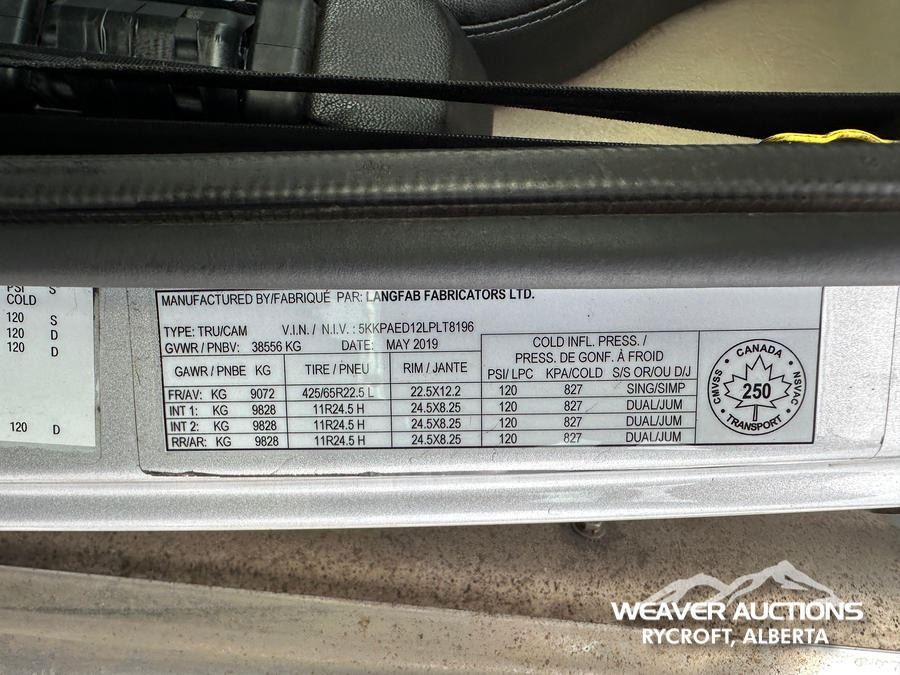 PSI S
COLD
120 S
120 D
120 D
120 D
MANUFACTURED BY/FABRIQUÉ PAR: LANGFAB FABRICATORS LTD.
TYPE: TRU/CAM V.I.N. / N.I.V. : 5KKPAED12LPLT8196
GVWR / PNBV: 38556 KG DATE: MAY 2019
COLD INFL. PRESS. /
PRESS. DE GONF. À FROID
GAWR / PNBE KG TIRE / PNEU RIM / JANTE PSI/ LPC KPA/COLD S/S OR/OU D/J
FR/AV: KG 9072 425/65R22.5 L 22.5X12.2 120 827 SING/SIMP
INT 1: KG 9828 11R24.5 H 24.5X8.25 120 827 DUAL/JUM
INT 2: KG 9828 11R24.5 H 24.5X8.25 120 827 DUAL/JUM
RR/AR: KG 9828 11R24.5 H 24.5X8.25 120 827 DUAL/JUM
CANADA
CMVSS 250 NSVAC
TRANSPORT
WEAVER AUCTIONS
RYCROFT, ALBERTA